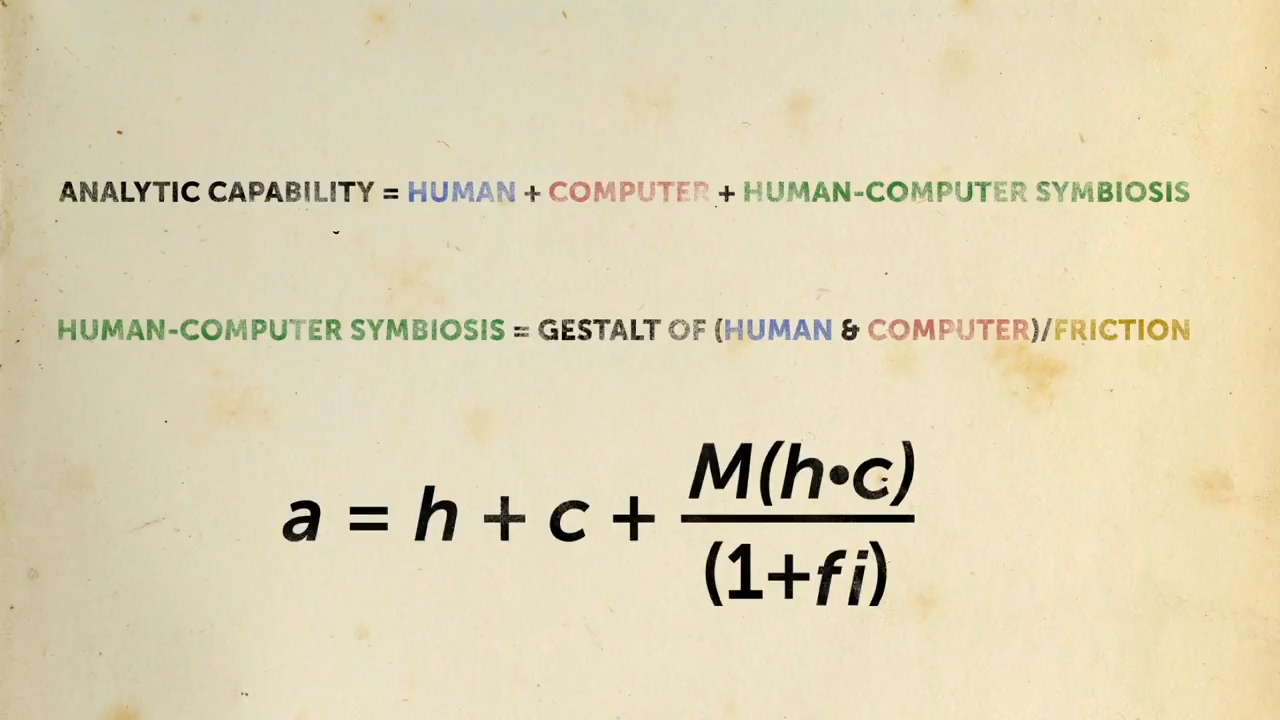 ANALYTIC CAPABILITY = HUMAN + COMPUTER + HUMAN-COMPUTER SYMBIOSIS
HUMAN-COMPUTER SYMBIOSIS = GESTALT OF (HUMAN & COMPUTER)/FRICTION
a = h + c + M(h•c)/(1+fi)